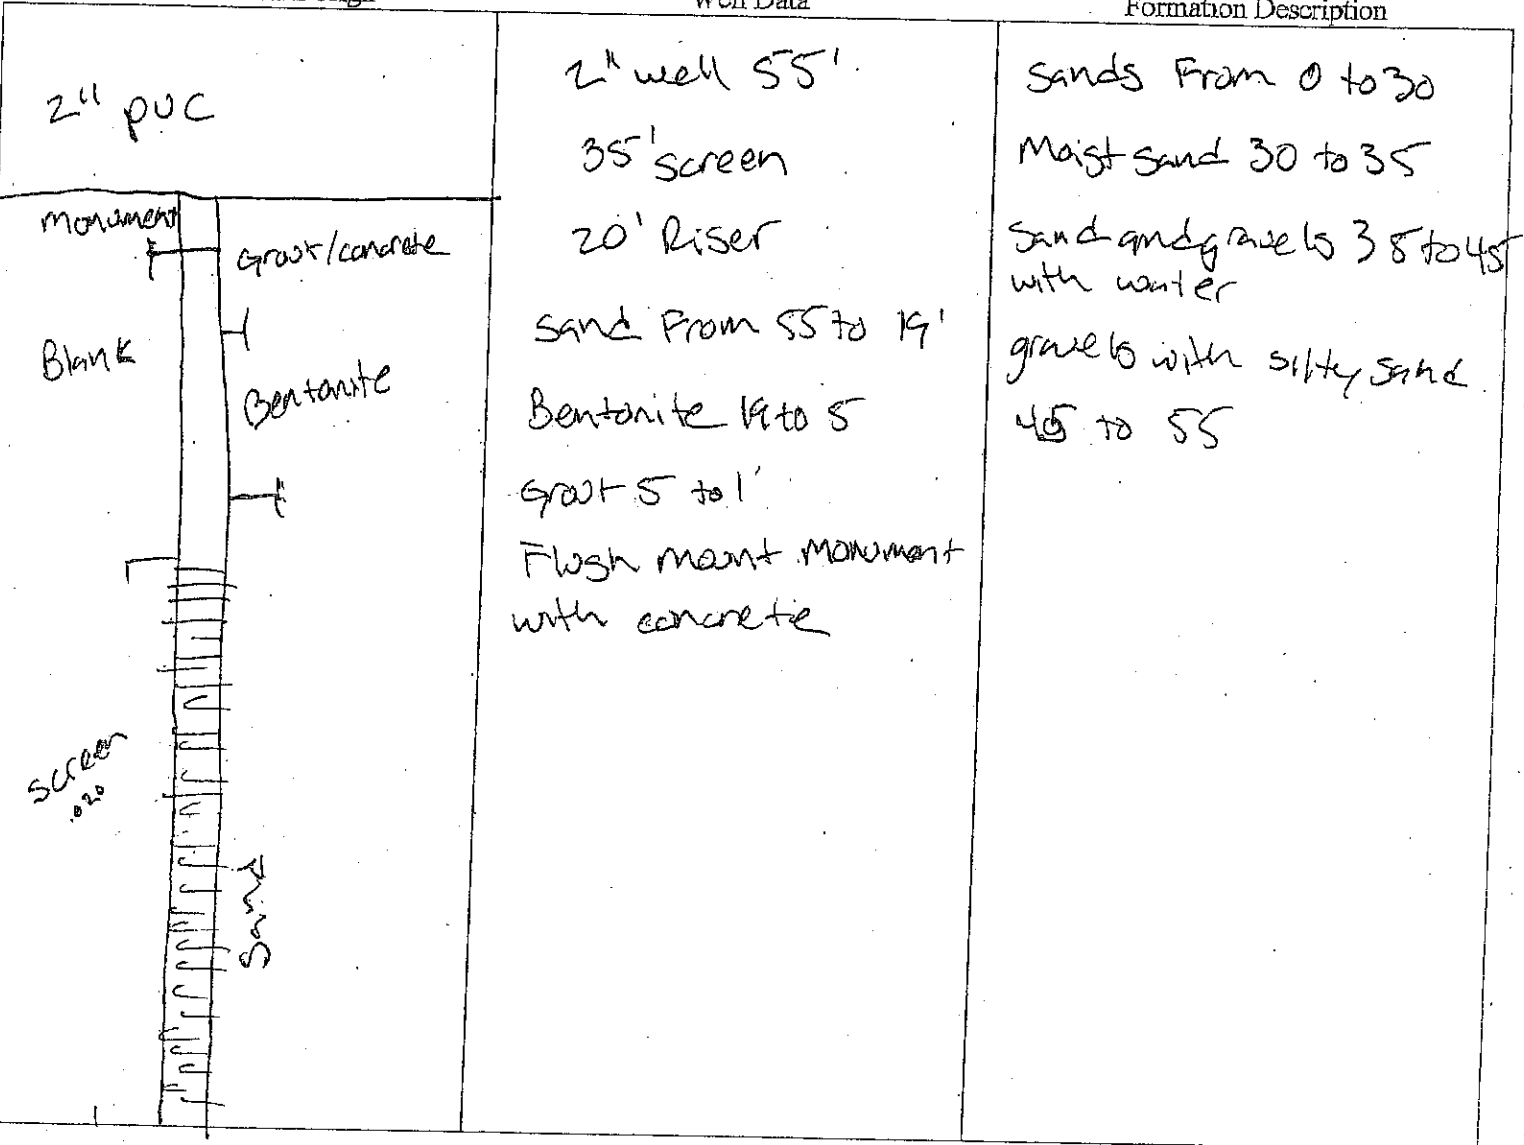 Well Data
Formation Description
2" PVC
Monument
Grout/concrete
Blank
Bentonite
Screen
.020
Sand
2" well 55'
35' screen
20' Riser
Sand From 55 to 19'
Bentonite 19 to 5
Grout 5 to 1'
Flush mount Monument
with concrete
Sands From 0 to 30
Moist sand 30 to 35
Sand and gravels 35 to 45
with water
gravels with silty sand
45 to 55